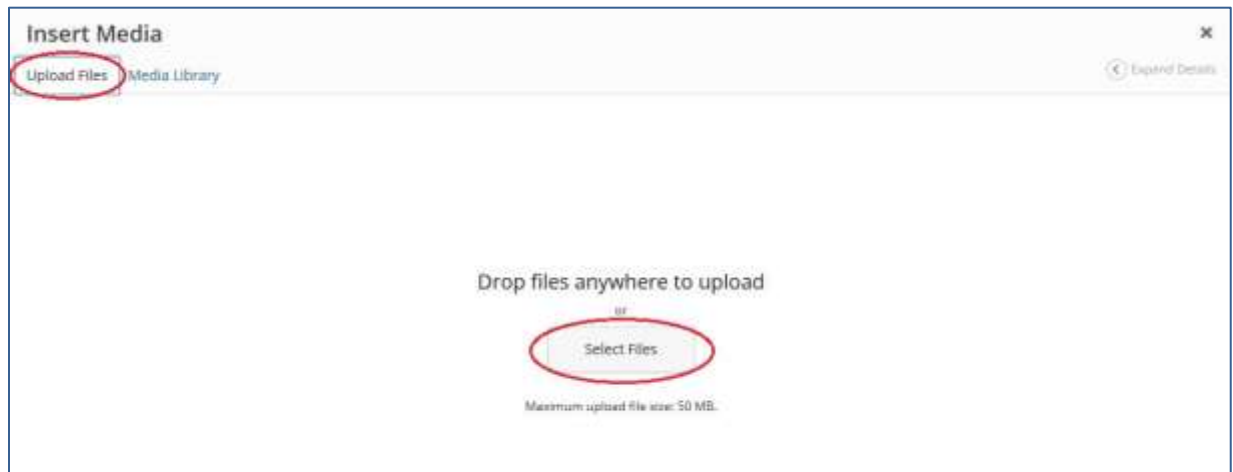 Insert Media
Upload Files Media Library
Expand Details
Drop files anywhere to upload
or
Select Files
Maximum upload file size: 50 MB.